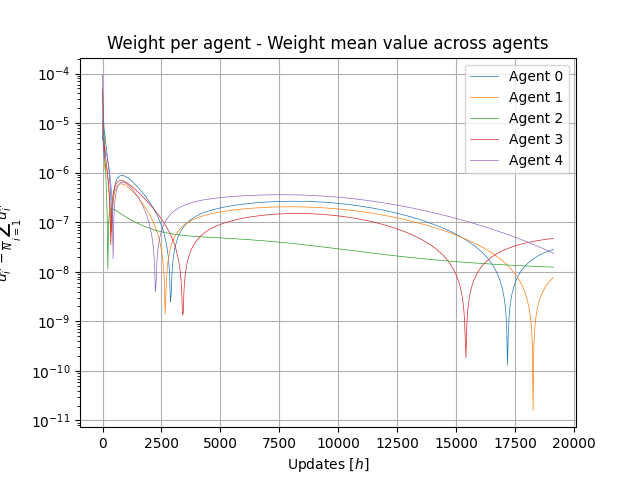 Weight per agent - Weight mean value across agents
10⁻⁴
10⁻⁵
10⁻⁶
10⁻⁷
10⁻⁸
10⁻⁹
10⁻¹⁰
10⁻¹¹
Agent 0
Agent 1
Agent 2
Agent 3
Agent 4
0 2500 5000 7500 10000 12500 15000 17500 20000
Updates [h]